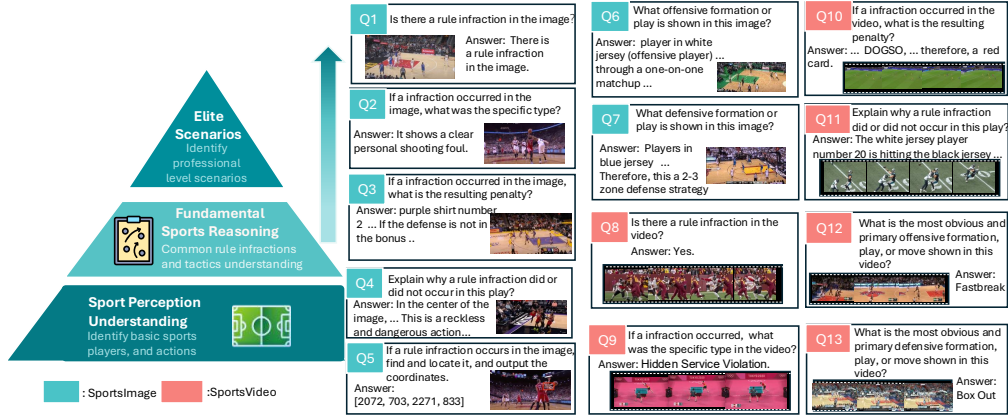 Elite
Scenarios
Identify
professional
level scenarios
Fundamental
Sports Reasoning
Common rule infractions
and tactics understanding
Sport Perception
Understanding
Identify basic sports
players, and actions
: SportsImage
:SportsVideo
Q1
Is there a rule infraction in the image?
Answer: There is
a rule infraction
in the image.
Q2
If a infraction occurred in the
image, what was the specific type?
Answer: It shows a clear
personal shooting foul.
Q3
If a infraction occurred in the image,
what is the resulting penalty?
Answer: purple shirt number
2 ... If the defense is not in
the bonus ..
Q4
Explain why a rule infraction did or
did not occur in this play?
Answer: In the center of the
image, ... This is a reckless
and dangerous action...
Q5
If a rule infraction occurs in the image,
find and locate it, and output the
coordinates.
Answer:
[2072, 703, 2271, 833]
Q6
What offensive formation or
play is shown in this image?
Answer: player in white
jersey (offensive player) ...
through a one-on-one
matchup ...
Q7
What defensive formation or
play is shown in this image?
Answer: Players in
blue jersey ...
Therefore, this a 2-3
zone defense strategy
Q8
Is there a rule infraction in the
video?
Answer: Yes.
Q9
If a infraction occurred, what
was the specific type in the video?
Answer: Hidden Service Violation.
Q10
If a infraction occurred in the
video, what is the resulting
penalty?
Answer: ... DOGSO, ... therefore, a red
card.
Q11
Explain why a rule infraction
did or did not occur in this play?
Answer: The white jersey player
number 20 is hitting the black jersey ...
Q12
What is the most obvious and
primary offensive formation,
play, or move shown in this
video?
Answer:
Fastbreak
Q13
What is the most obvious and
primary defensive formation,
play, or move shown in this
video?
Answer:
Box Out